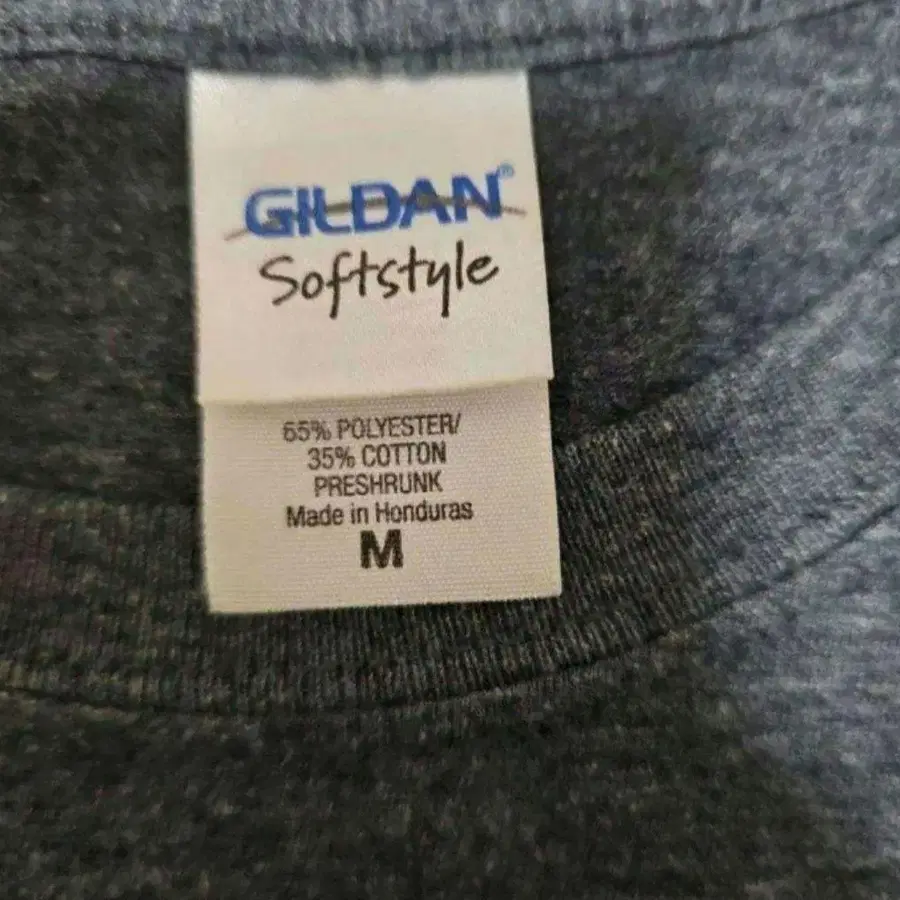 GILDAN®
Softstyle
65% POLYESTER/
35% COTTON
PRESHRUNK
Made in Honduras
M